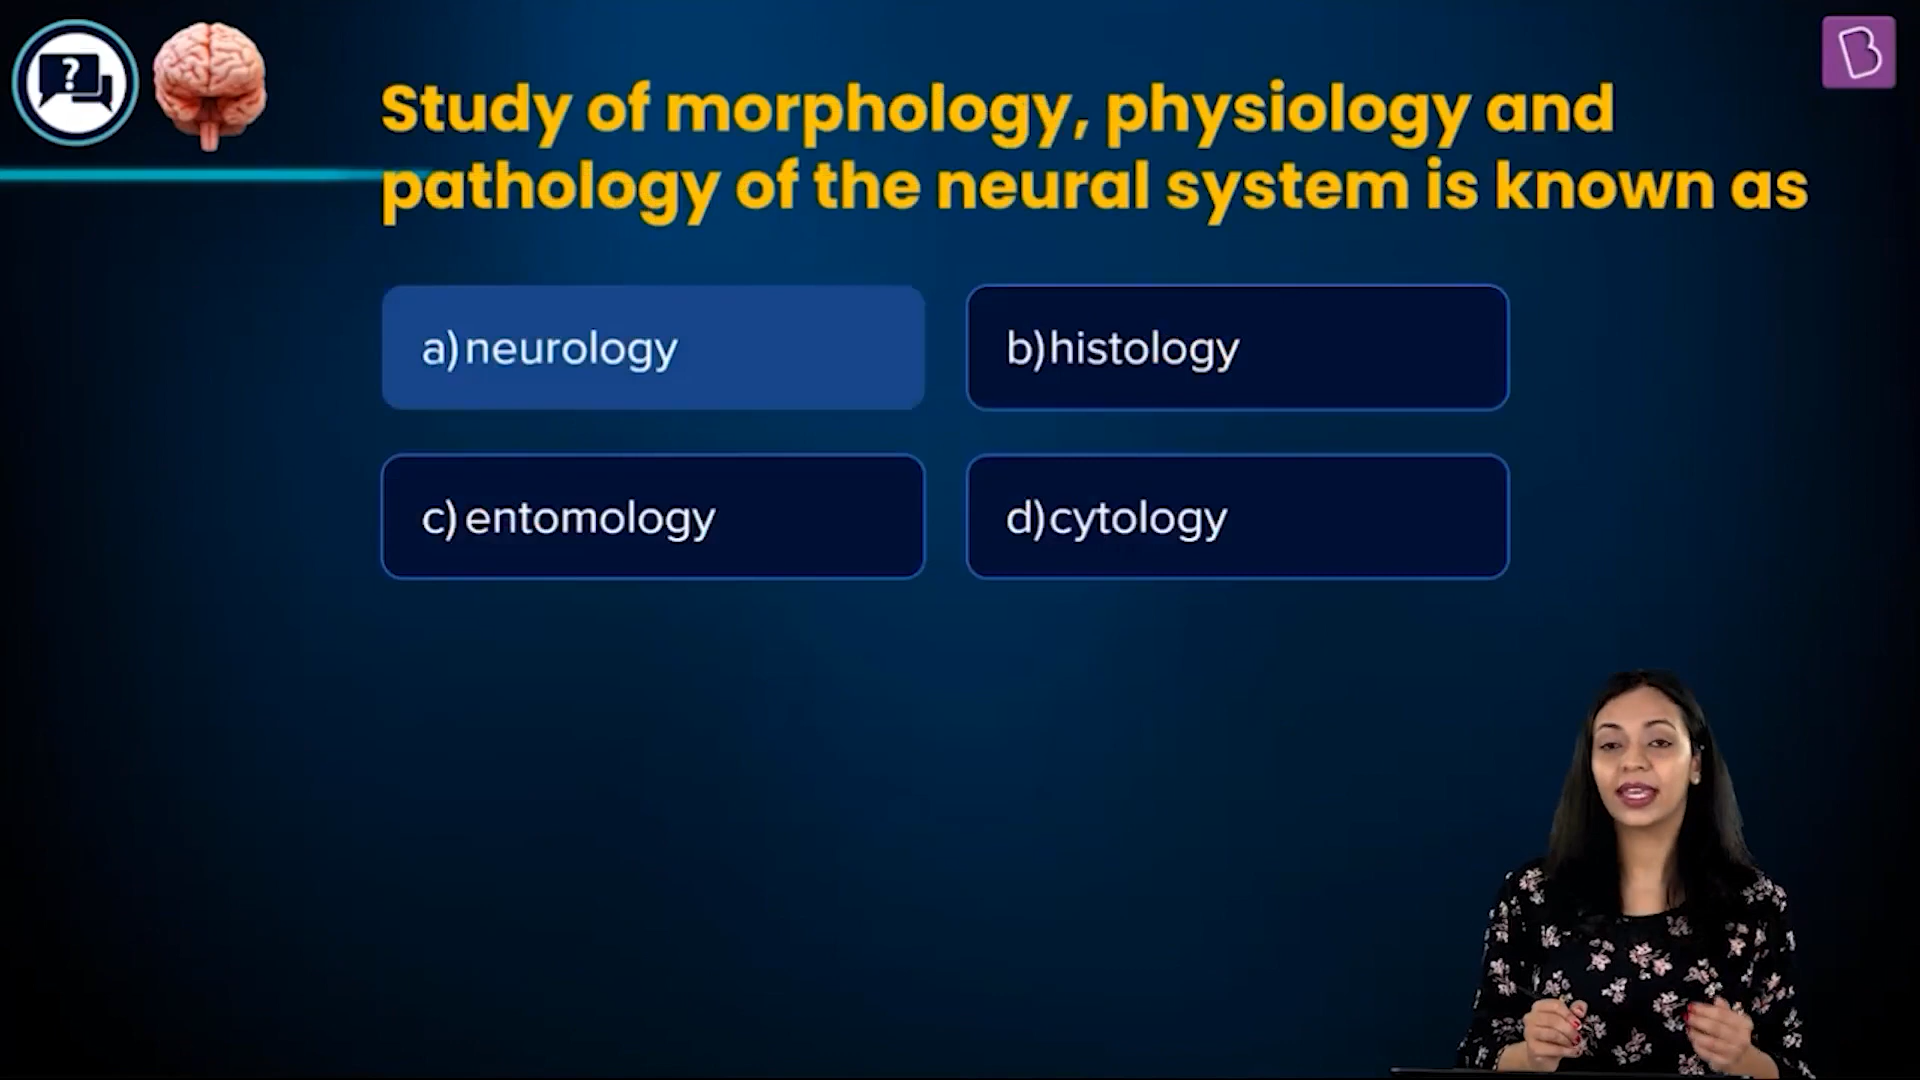 ?
Study of morphology, physiology and
pathology of the neural system is known as
a) neurology
b) histology
c) entomology
d) cytology
B